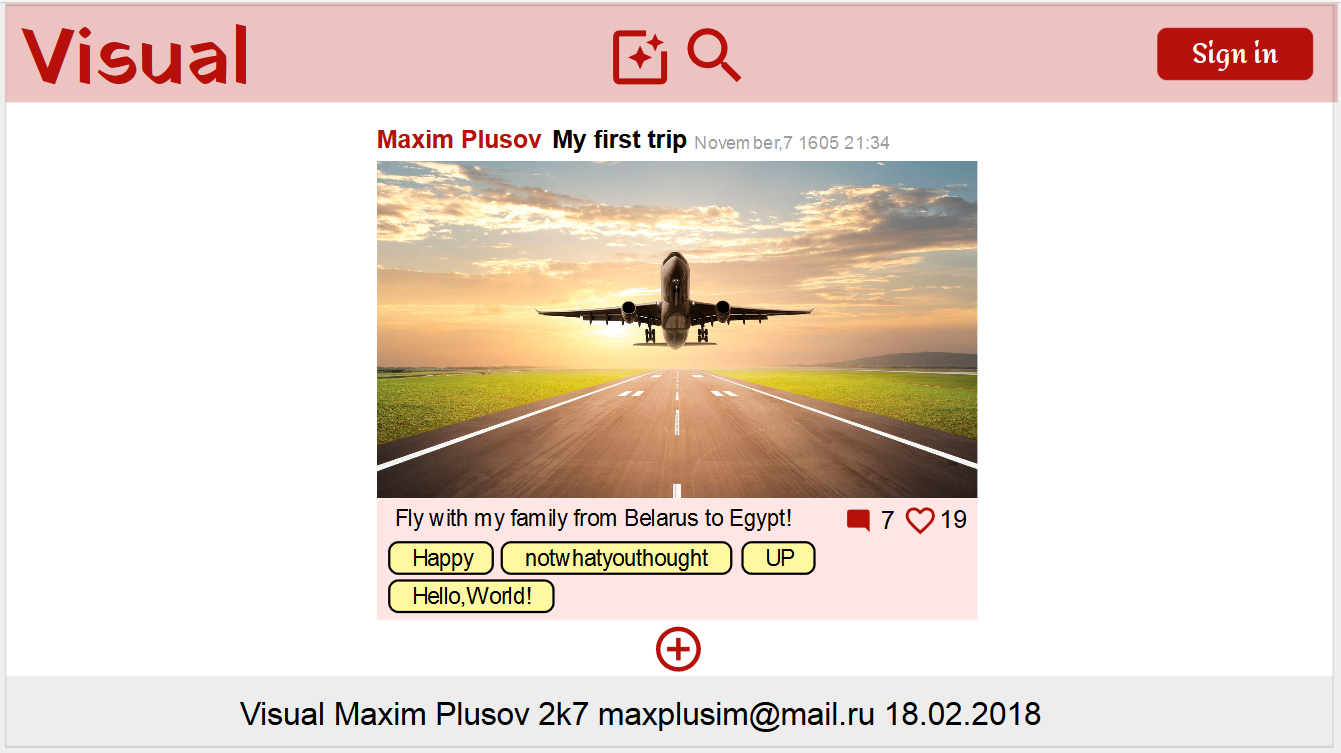 Visual
Sign in
Maxim Plusov My first trip November,7 1605 21:34
Fly with my family from Belarus to Egypt! 7 19
Happy notwhatyouthought UP
Hello,World!
Visual Maxim Plusov 2k7 maxplusim@mail.ru 18.02.2018